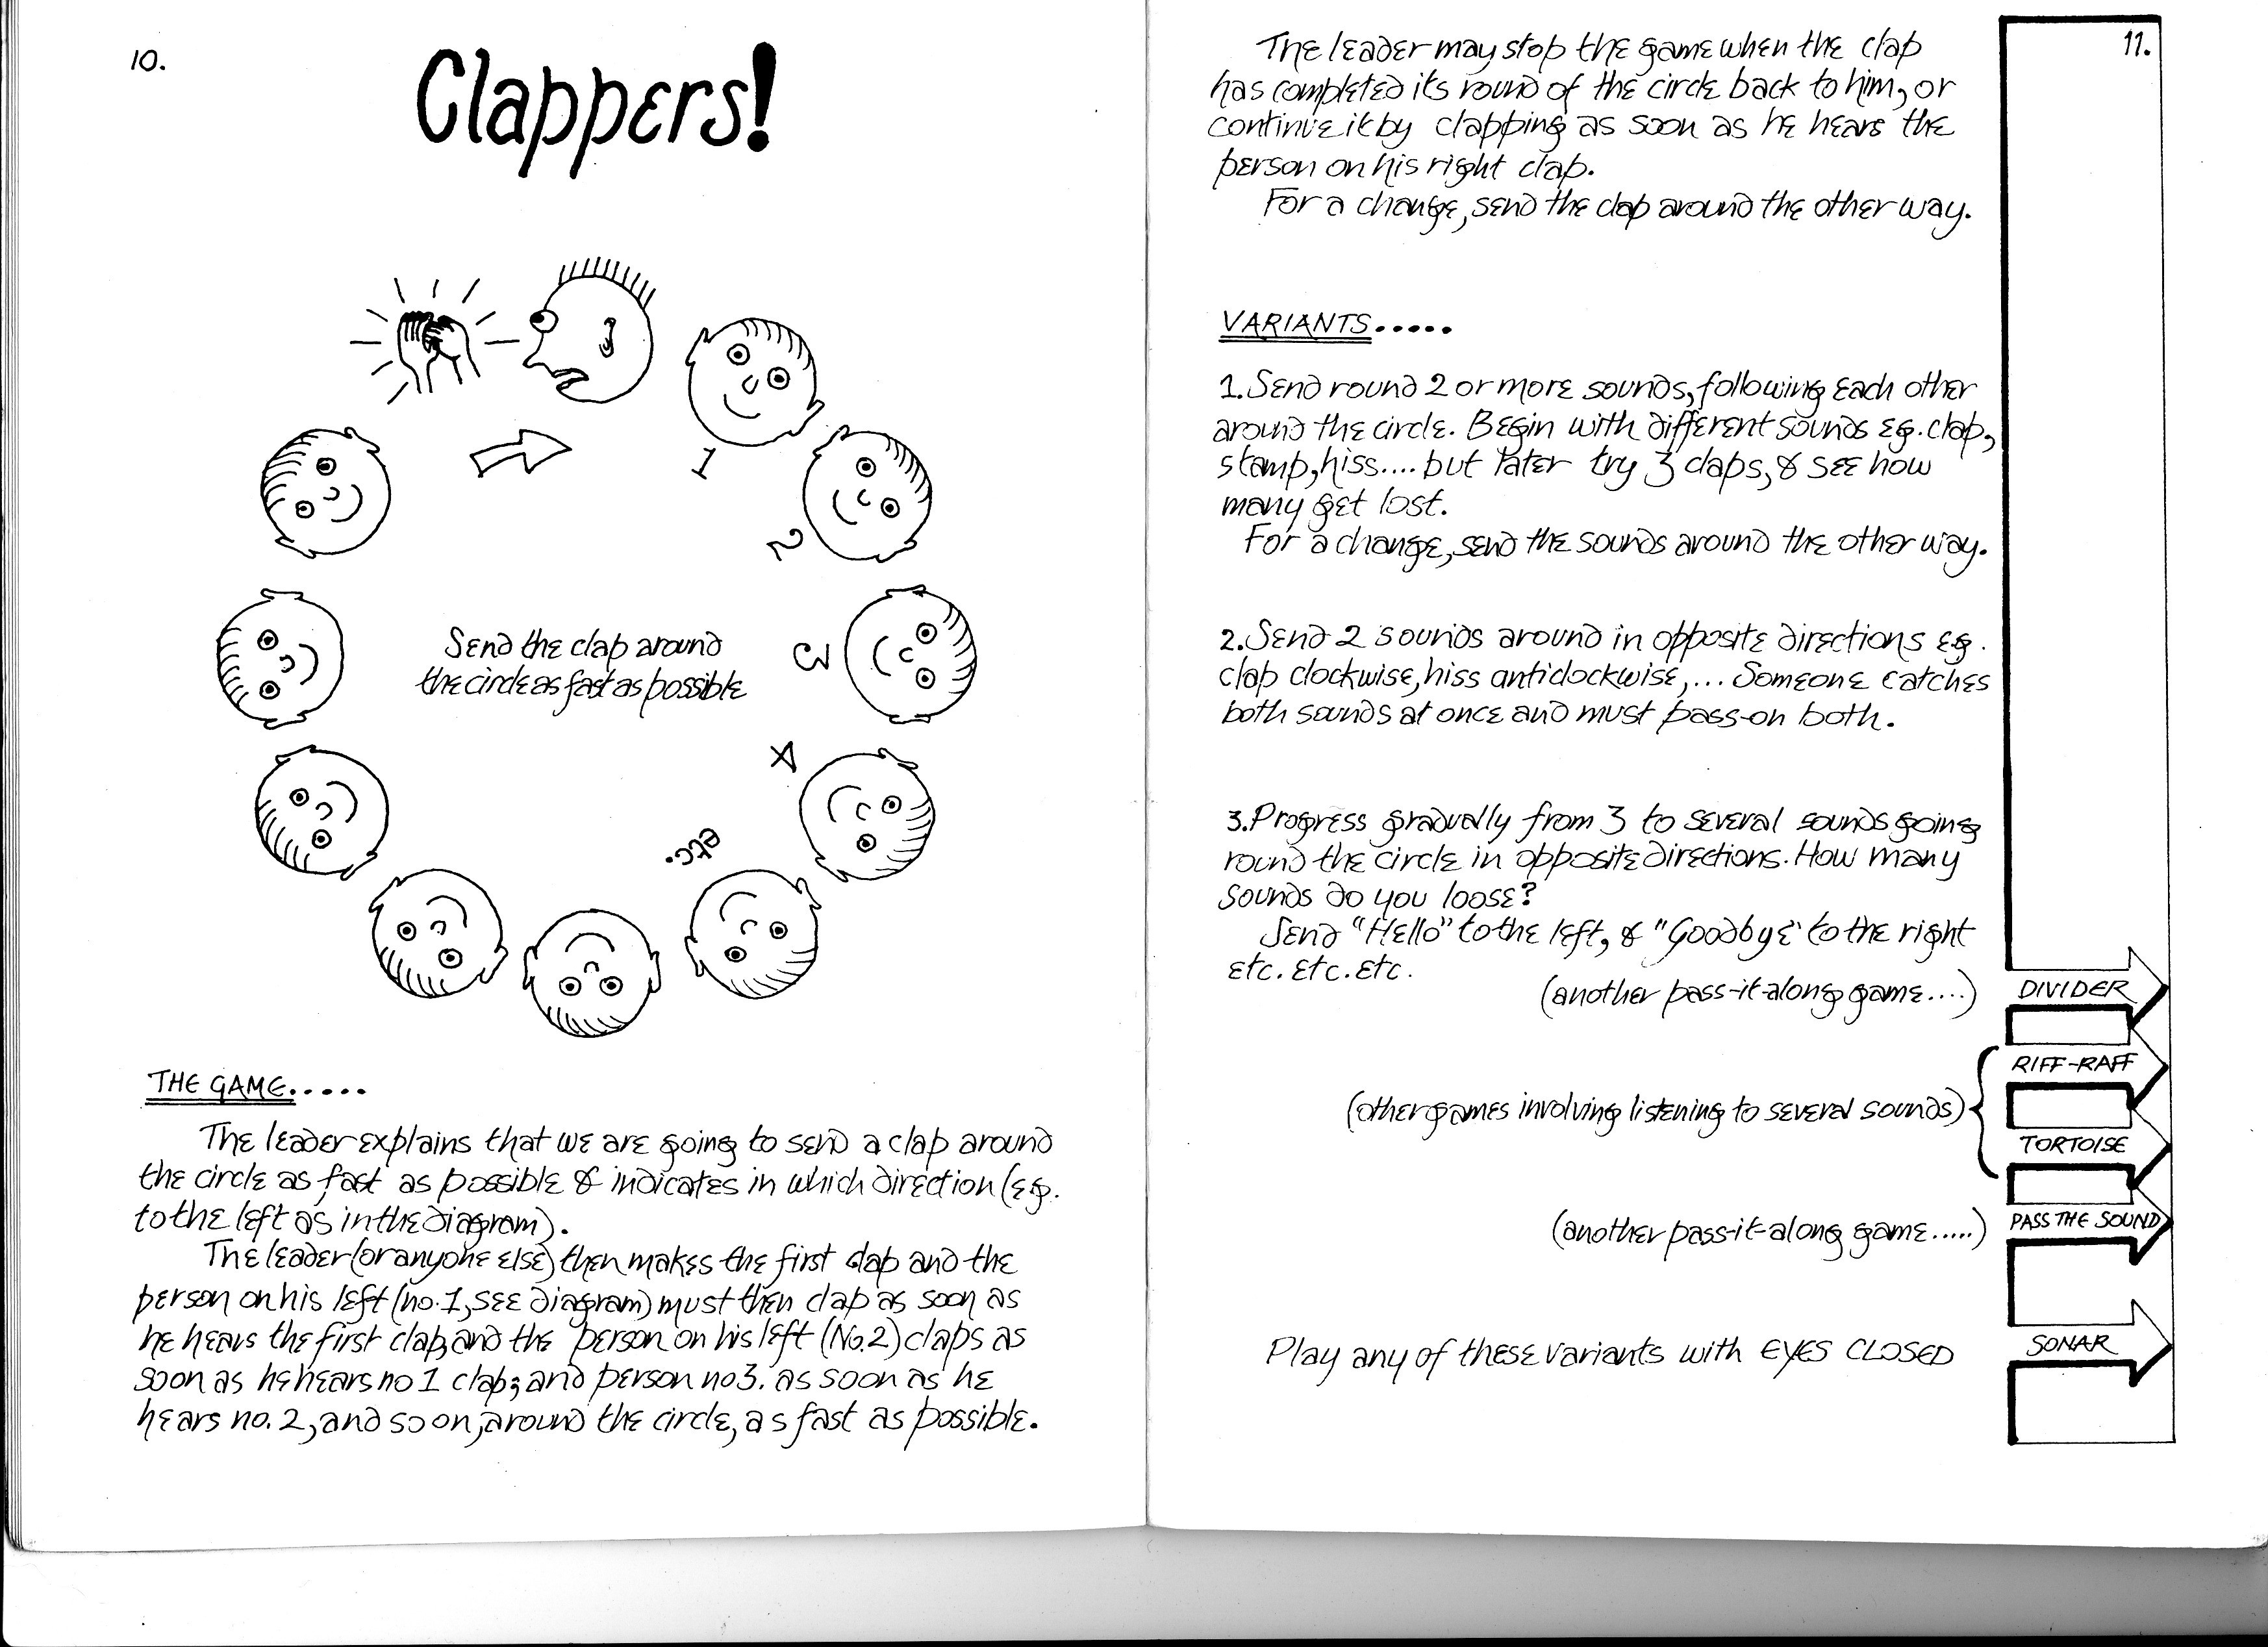 10.
Clappers!
1
2
3
4
etc.
Send the clap around
the circle as fast as possible
THE GAME.....
The leader explains that we are going to send a clap around
the circle as fast as possible & indicates in which direction (eg.
to the left as in the diagram).
The leader (or anyone else) then makes the first clap and the
person on his left (no. 1, see diagram) must then clap as soon as
he hears the first clap, and the person on his left (No. 2) claps as
soon as he hears no 1 clap; and person no 3. as soon as he
hears no. 2, and so on, around the circle, as fast as possible.
11.
The leader may stop the game when the clap
has completed its round of the circle back to him, or
continue it by clapping as soon as he hears the
person on his right clap.
For a change, send the clap around the other way.
VARIANTS.....
1. Send round 2 or more sounds, following each other
around the circle. Begin with different sounds eg. clap,
stamp, hiss.... but later try 3 claps, & see how
many get lost.
For a change, send the sounds around the other way.
2. Send 2 sounds around in opposite directions eg.
clap clockwise, hiss anticlockwise,... Someone catches
both sounds at once and must pass-on both.
3. Progress gradually from 3 to several sounds going
round the circle in opposite directions. How many
sounds do you loose?
Send "Hello" to the left, & "Goodbye" to the right
etc. etc. etc.
(another pass-it-along game....)
DIVIDER
RIFF-RAFF
(other games involving listening to several sounds)
TORTOISE
(another pass-it-along game.....)
PASS THE SOUND
Play any of these variants with EYES CLOSED
SONAR